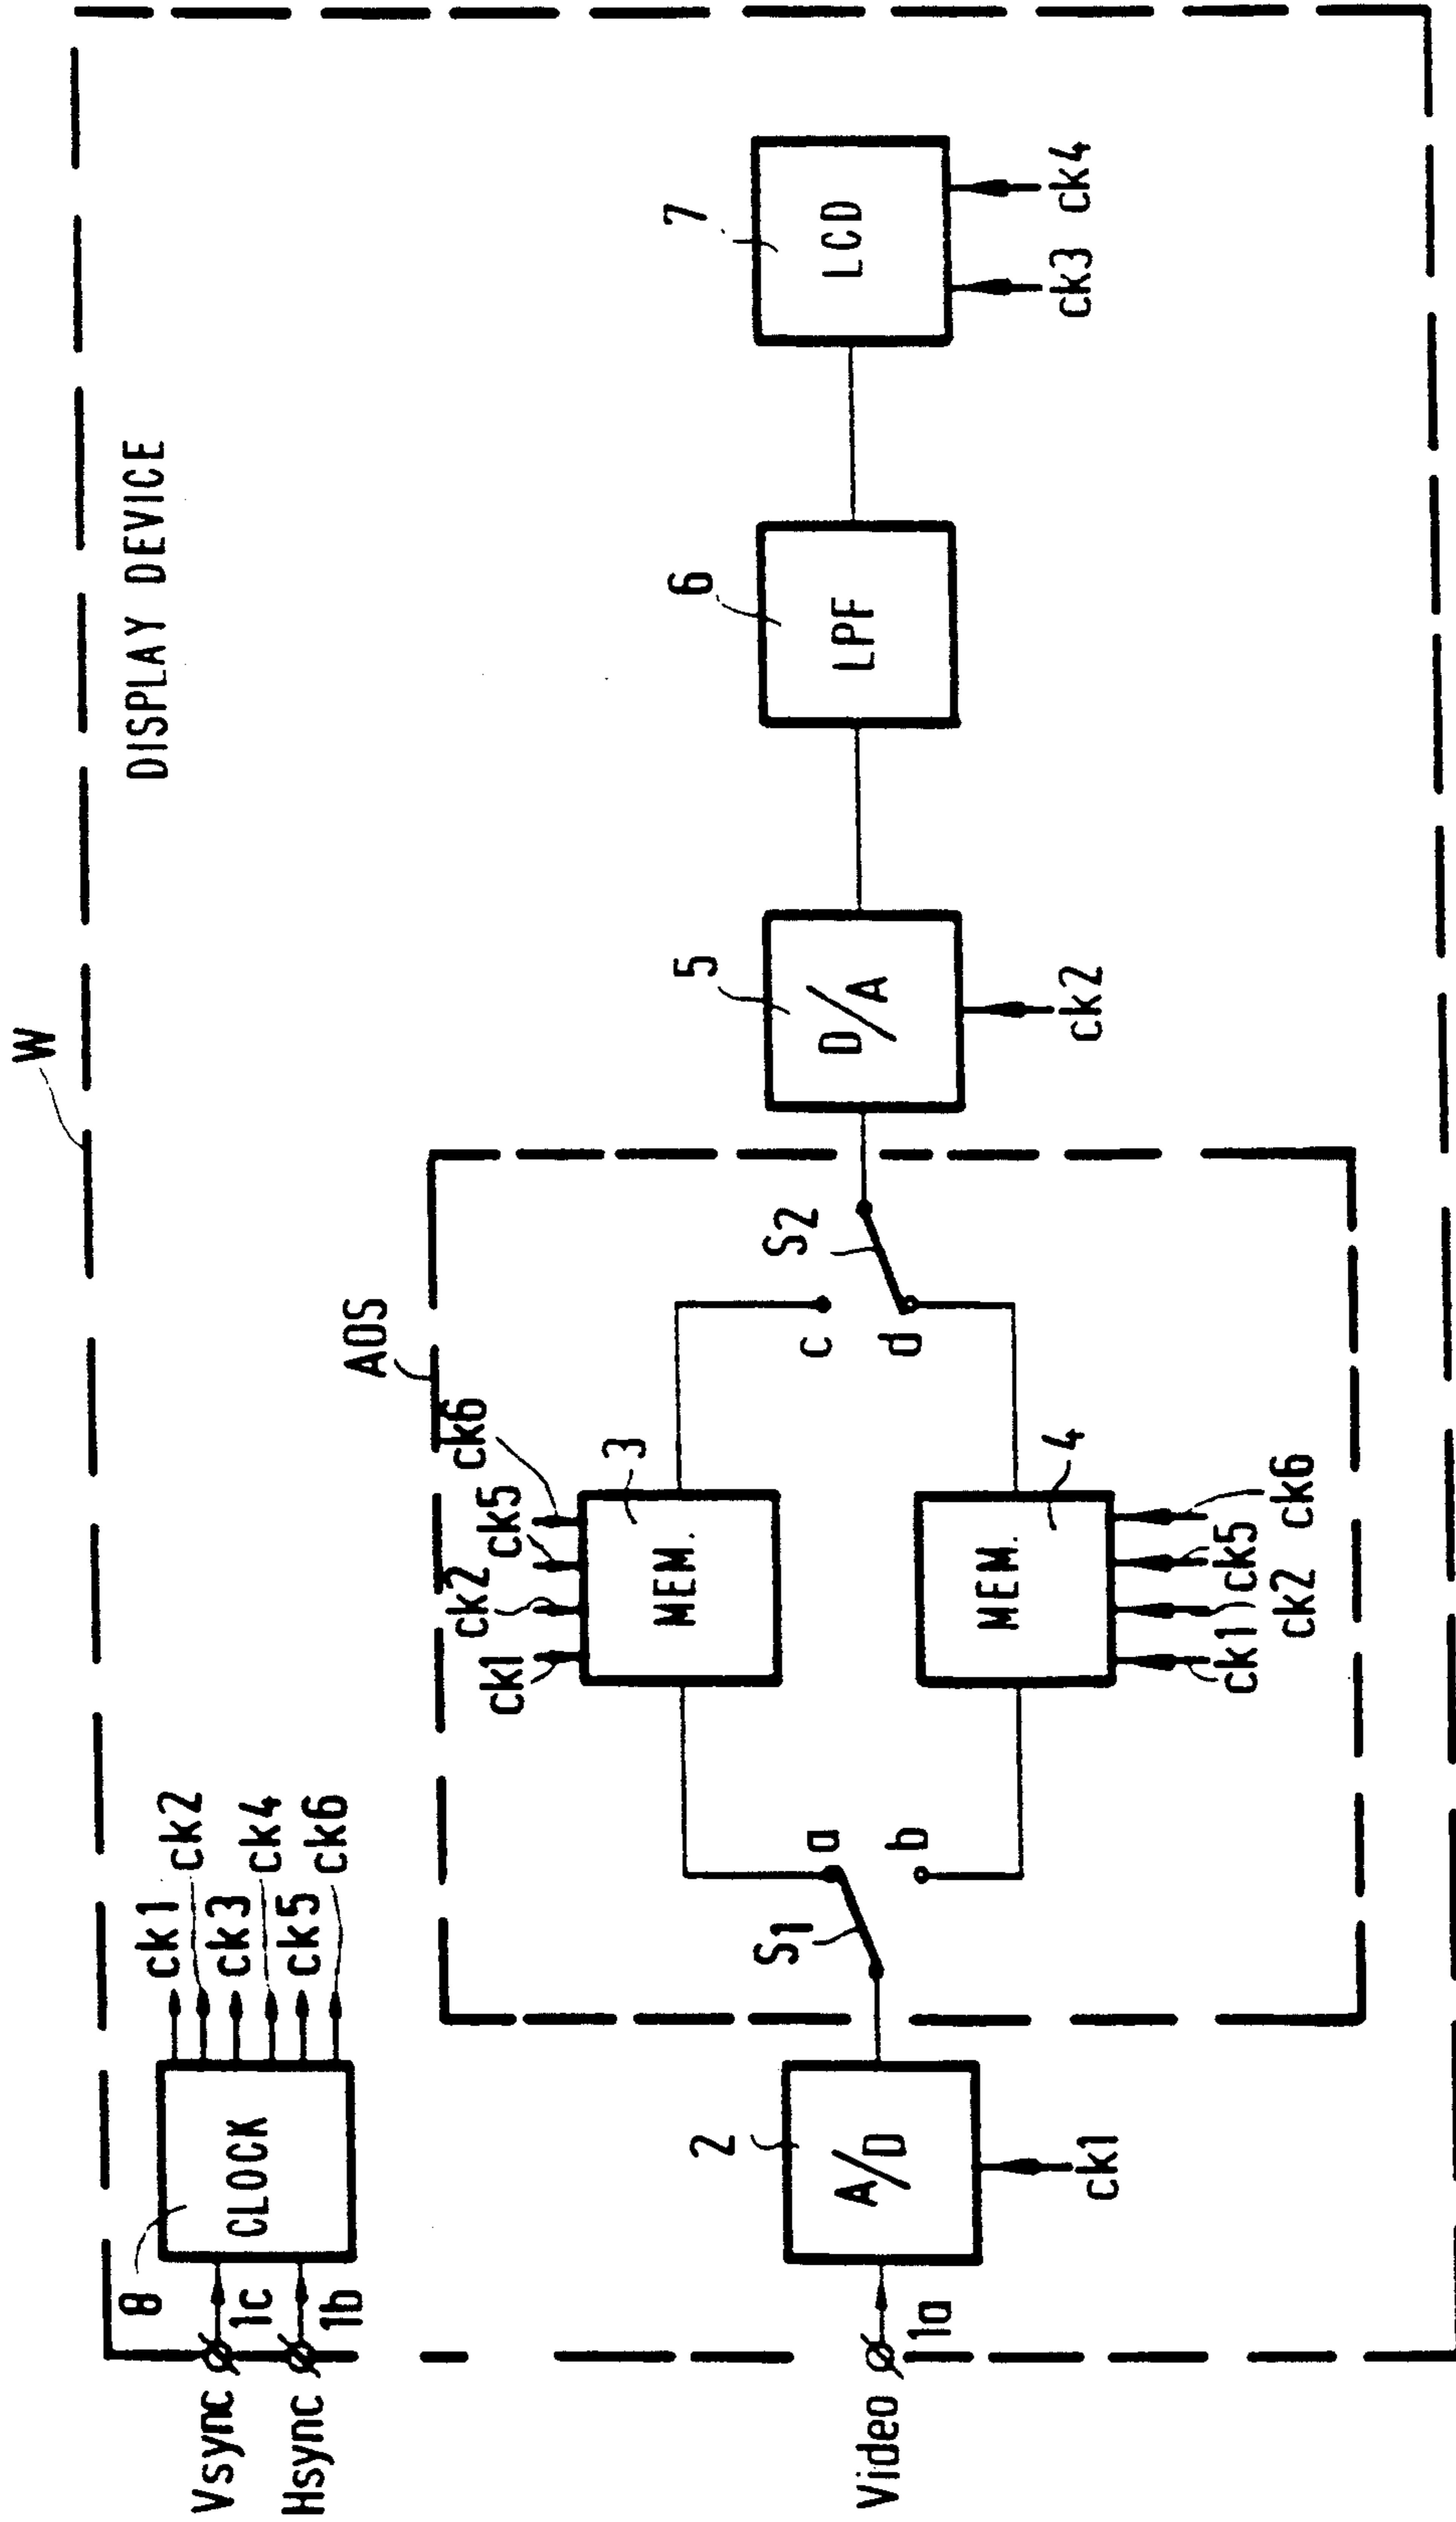 W
DISPLAY DEVICE
Vsync
1c
Hsync
1b
8
CLOCK
ck1
ck2
ck3
ck4
ck5
ck6
AOS
Video
1a
2
A/D
ck1
S1
a
b
ck1
ck2
ck5
ck6
3
MEM.
MEM.
4
ck1
ck2
ck5
ck6
c
d
S2
5
D/A
ck2
6
LPF
7
LCD
ck3
ck4